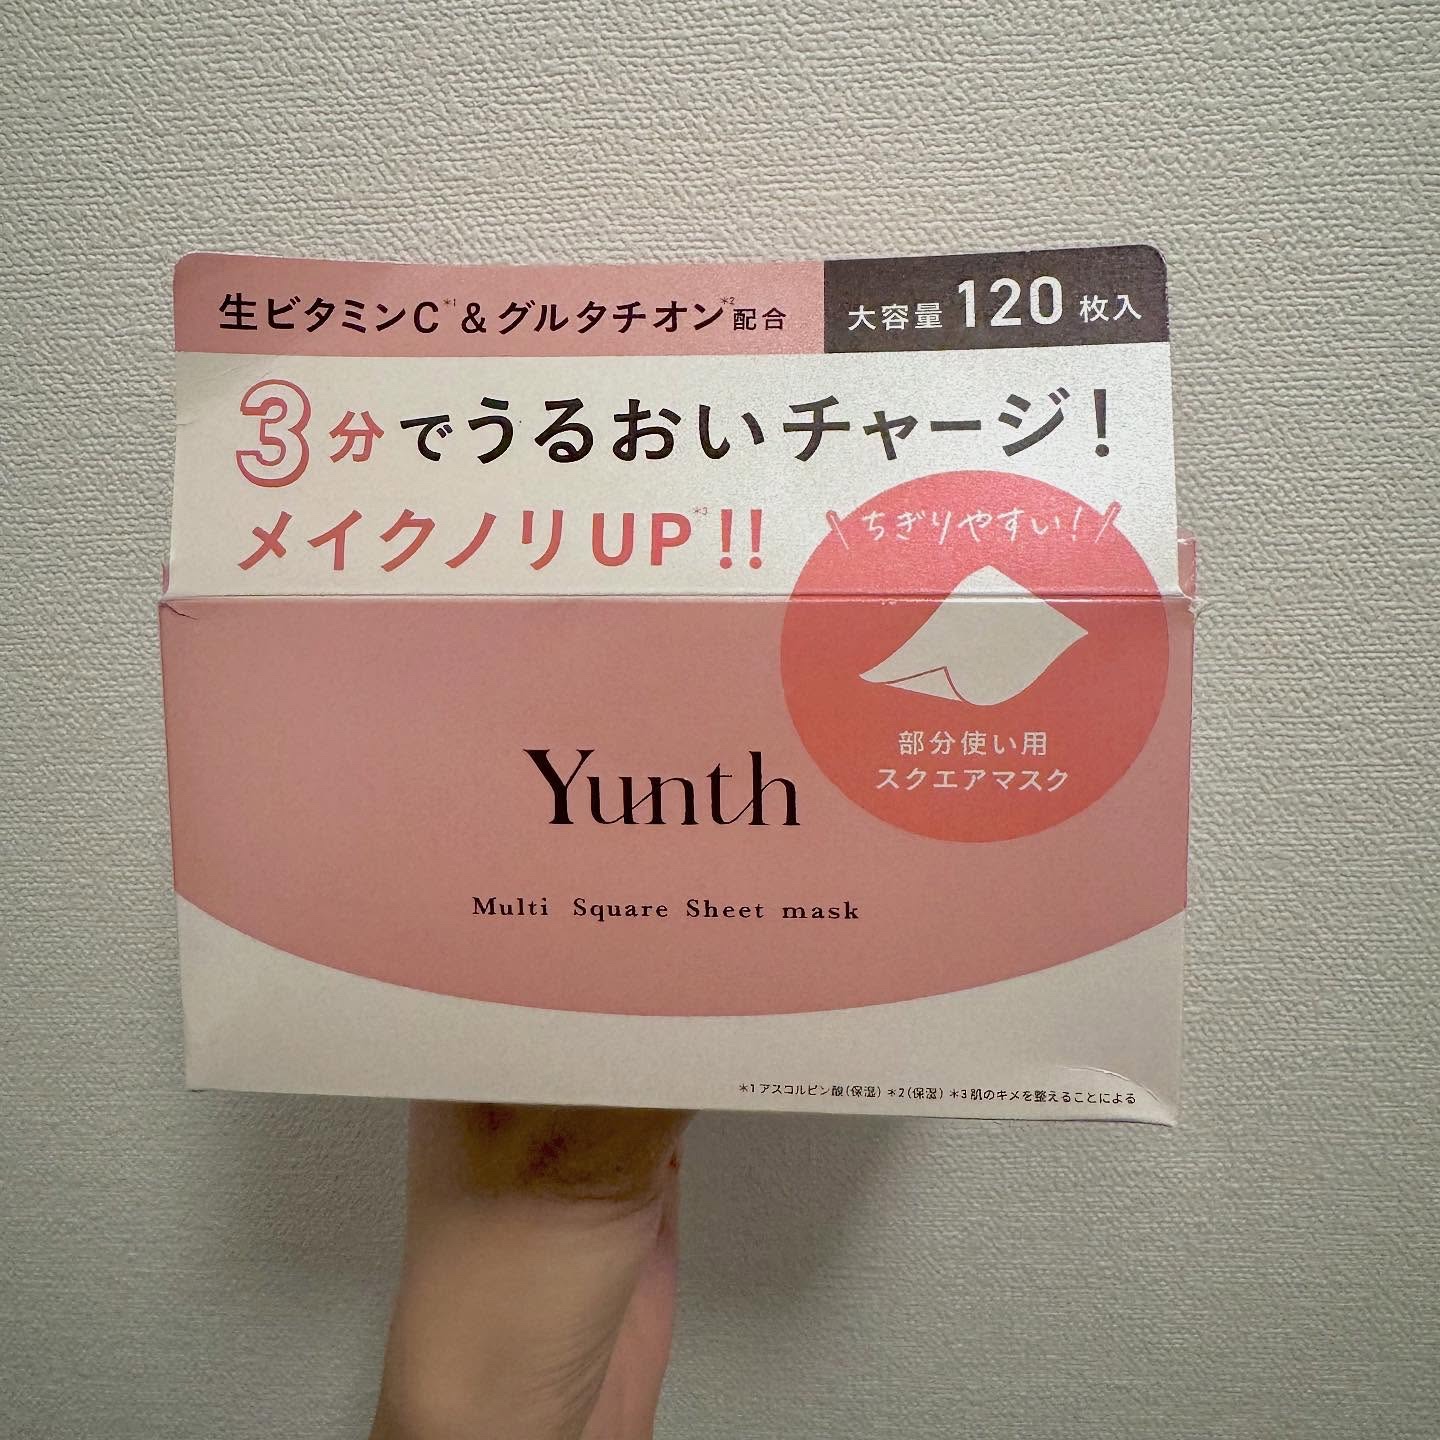 生ビタミンC*1&グルタチオン*2配合
大容量120枚入
3分でうるおいチャージ!
メイクノリUP*3!!
\ちぎりやすい!/
部分使い用
スクエアマスク
Yunth
Multi Square Sheet mask
*1アスコルビン酸(保湿)*2(保湿)*3肌のキメを整えることによる